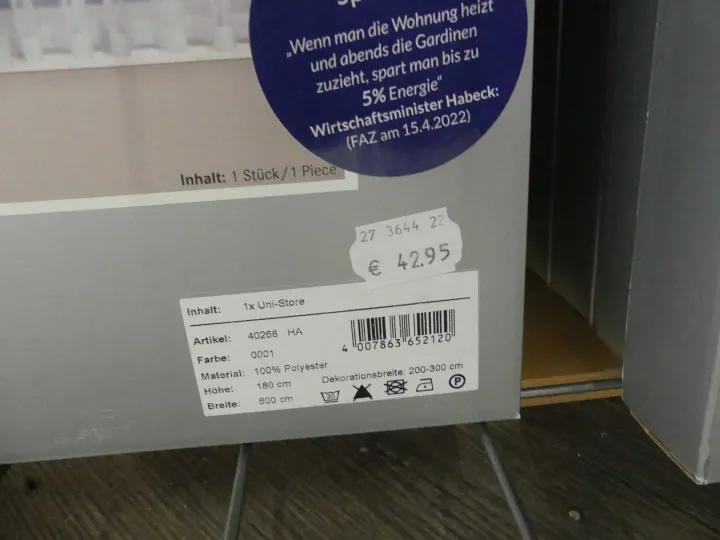 „Wenn man die Wohnung heizt
und abends die Gardinen
zuzieht, spart man bis zu
5% Energie“
Wirtschaftsminister Habeck:
(FAZ am 15.4.2022)
Inhalt: 1 Stück/1 Piece
27 3644 22
€ 42.95
Inhalt: 1x Uni-Store
Artikel: 40268 HA
Farbe: 0001
Material: 100% Polyester
Höhe: 180 cm
Breite: 600 cm
4 007863 652120
Dekorationsbreite: 200-300 cm
P